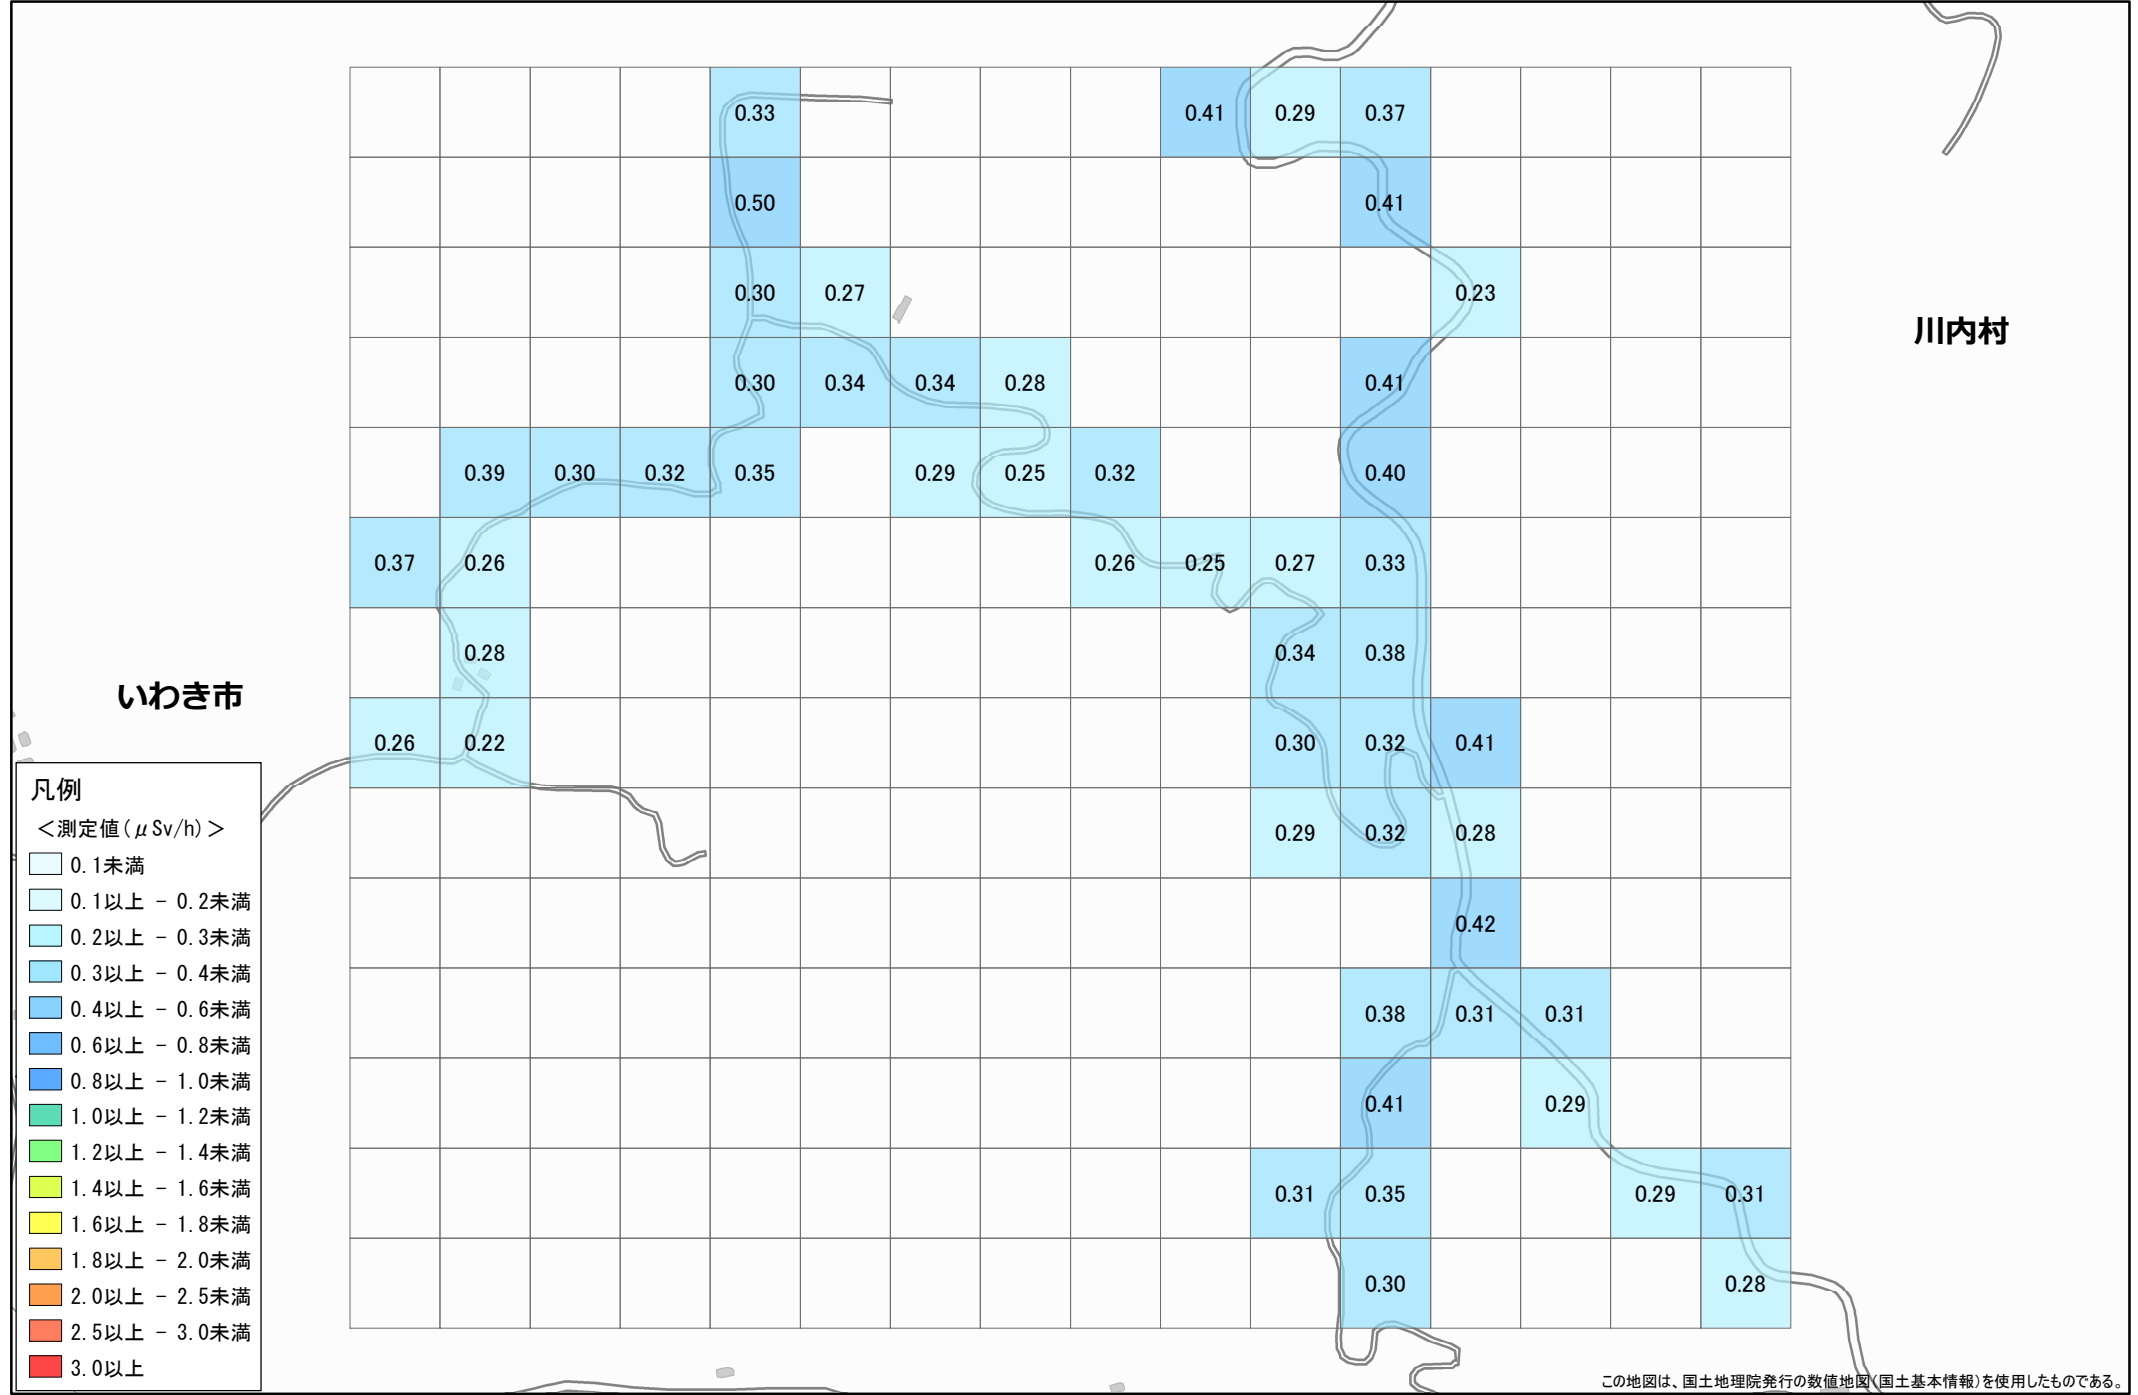 0.33 0.41 0.29 0.37
0.50 0.41
0.30 0.27 0.23
川内村
0.30 0.34 0.34 0.28 0.41
0.39 0.30 0.32 0.35 0.29 0.25 0.32 0.40
0.37 0.26 0.26 0.25 0.27 0.33
0.28 0.34 0.38
いわき市
0.26 0.22 0.30 0.32 0.41
0.29 0.32 0.28
0.42
0.38 0.31 0.31
0.41 0.29
0.31 0.35 0.29 0.31
0.30 0.28
凡例
＜測定値(μSv/h)＞
0.1未満
0.1以上 - 0.2未満
0.2以上 - 0.3未満
0.3以上 - 0.4未満
0.4以上 - 0.6未満
0.6以上 - 0.8未満
0.8以上 - 1.0未満
1.0以上 - 1.2未満
1.2以上 - 1.4未満
1.4以上 - 1.6未満
1.6以上 - 1.8未満
1.8以上 - 2.0未満
2.0以上 - 2.5未満
2.5以上 - 3.0未満
3.0以上
この地図は、国土地理院発行の数値地図(国土基本情報)を使用したものである。